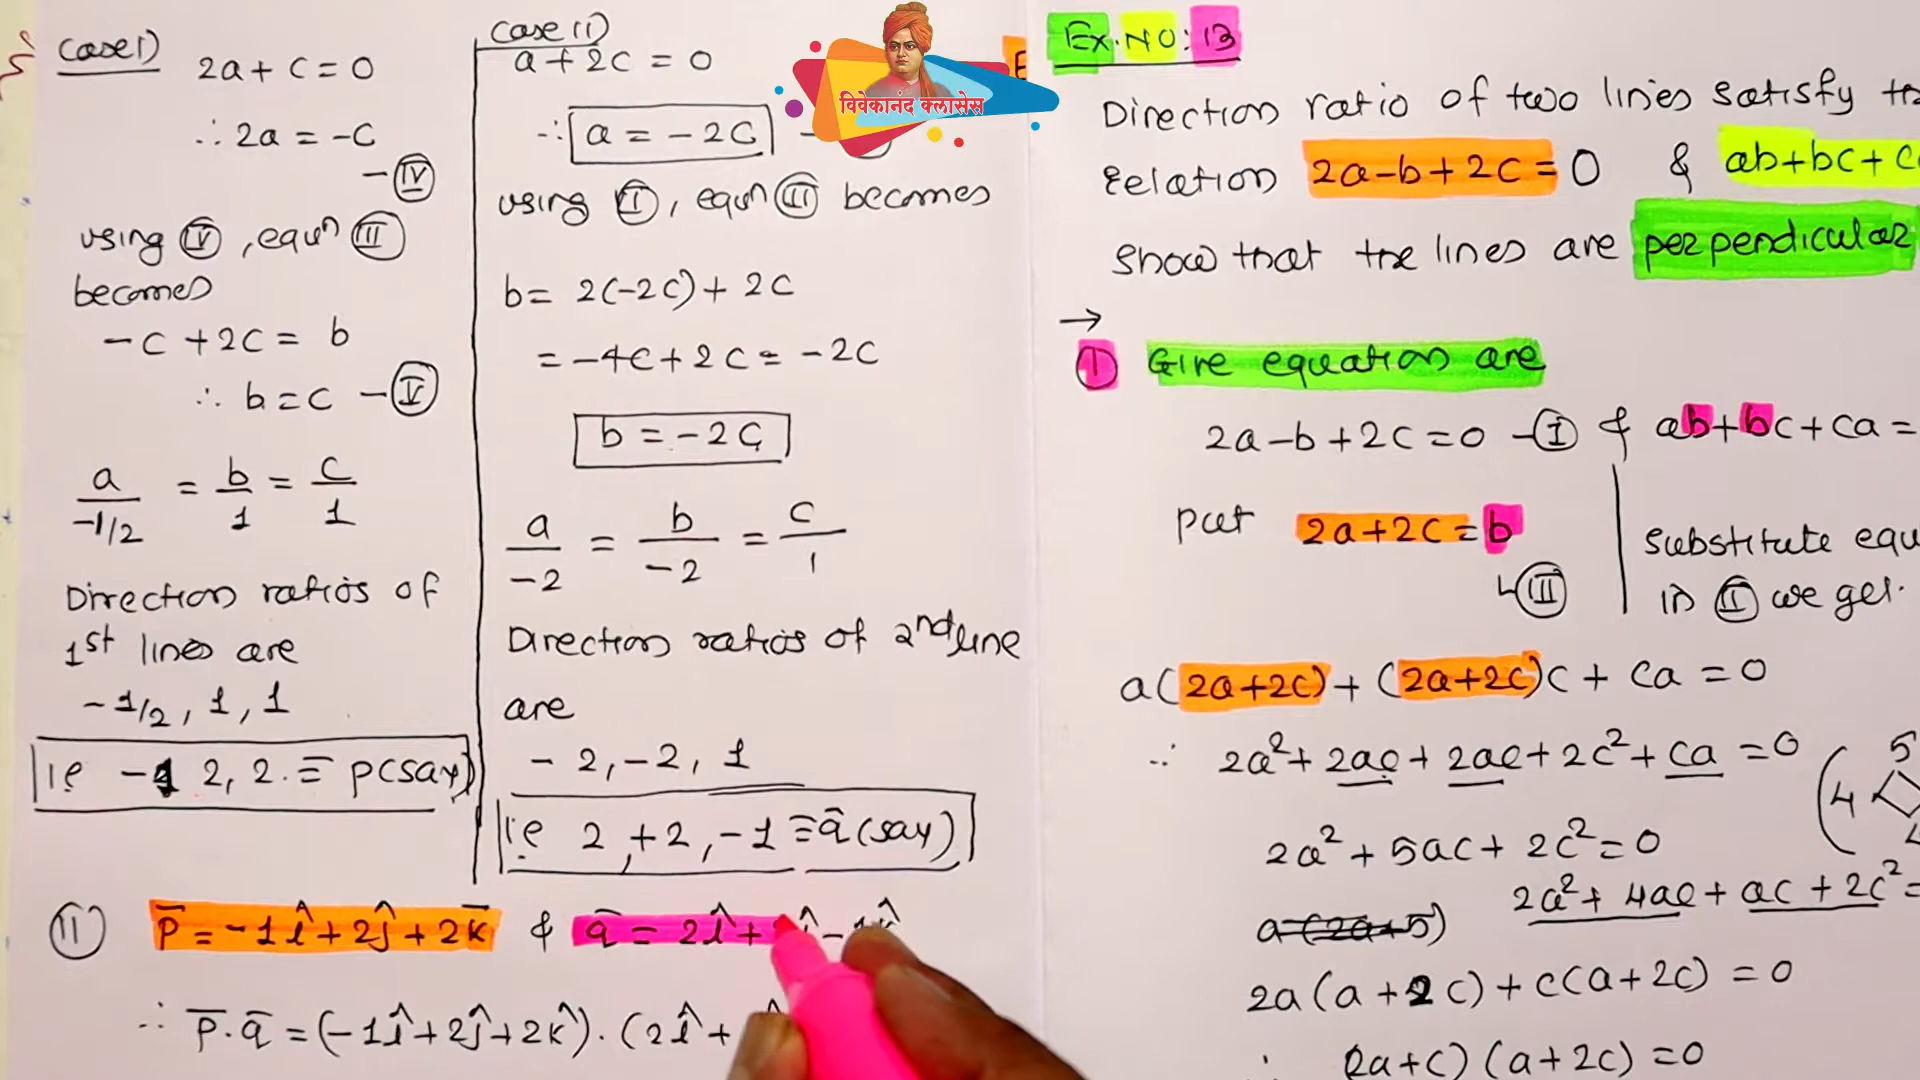 Case I)
2a + c = 0
∴ 2a = -c
- IV
using IV, equⁿ III
becomes
-c + 2c = b
∴ b = c - V
a/-1/2 = b/1 = c/1
Direction ratios of
1st lines are
-1/2, 1, 1
i.e - 2, 2. ≡ p(say)
Case II)
a + 2c = 0
∴ a = -2c
using, equⁿ III becomes
b = 2(-2c) + 2c
= -4c + 2c = -2c
b = -2c
a/-2 = b/-2 = c/1
Direction ratios of 2nd line
are
- 2, -2, 1
i.e 2, +2, -1 ≡ q̄ (say)
II p̄ = -1î + 2ĵ + 2k̄ & q̄ = 2î +
∴ p̄.q̄ = (-1î + 2ĵ + 2k̂).(2î +
विवेकानंद क्लासेस
Ex. NO: 13
Direction ratio of two lines satisfy the
relation 2a-b+2c=0 & ab+bc+c
show that the lines are perpendicular
→
I Give equation are
2a-b+2c=0 - I & ab+bc+ca=
put 2a+2c=b
III
substitute equ
in II we get.
a(2a+2c) + (2a+2c)c + ca = 0
∴ 2a² + 2ac + 2ac + 2c² + ca = 0
2a² + 5ac + 2c² = 0
2a² + 4ac + ac + 2c² =
a(2a+5)
2a(a+2c) + c(a+2c) = 0
∴ (2a+c)(a+2c) = 0
5
4